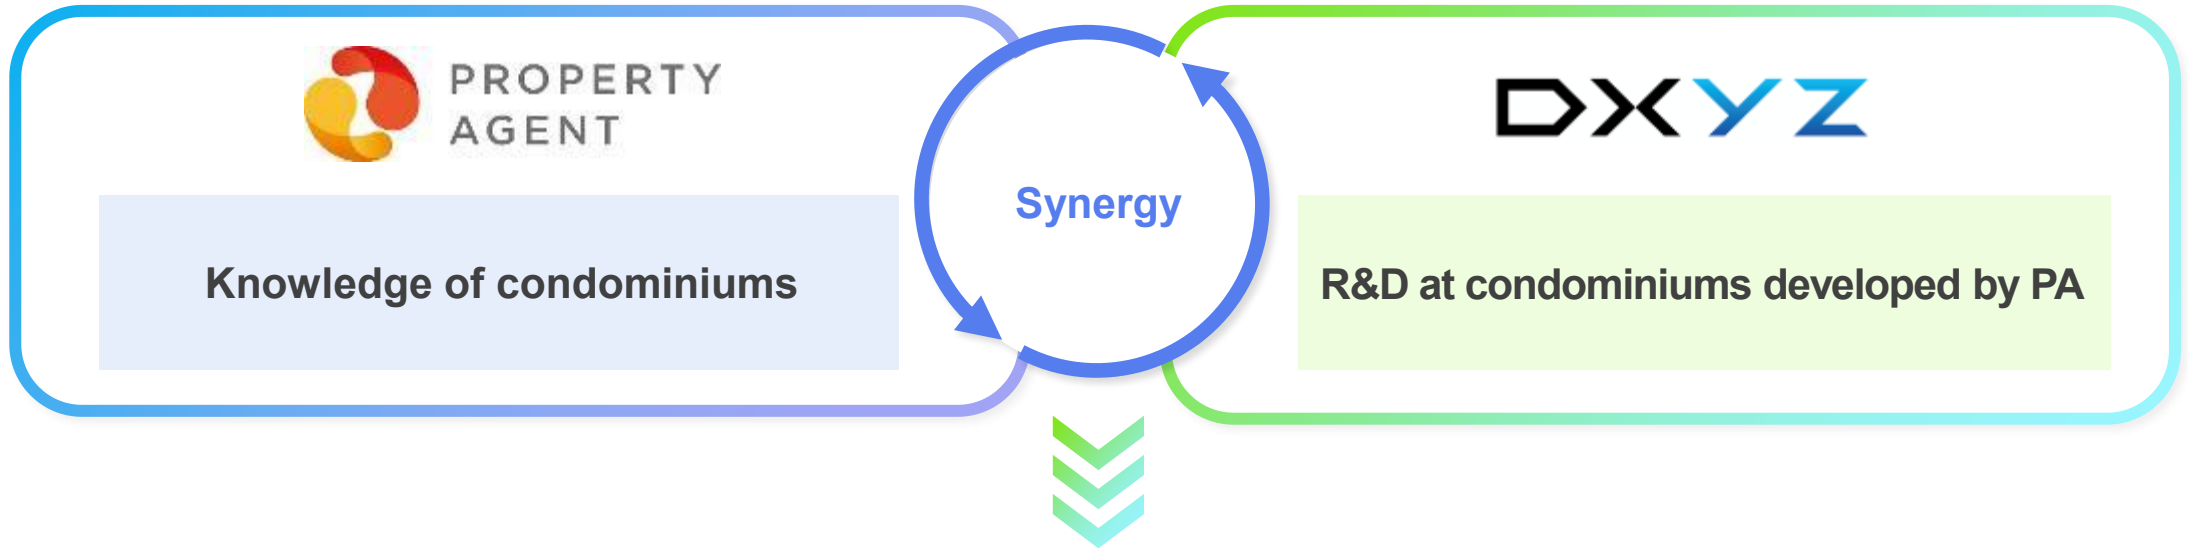 PROPERTY
AGENT
Knowledge of condominiums
Synergy
DXYZ
R&D at condominiums developed by PA